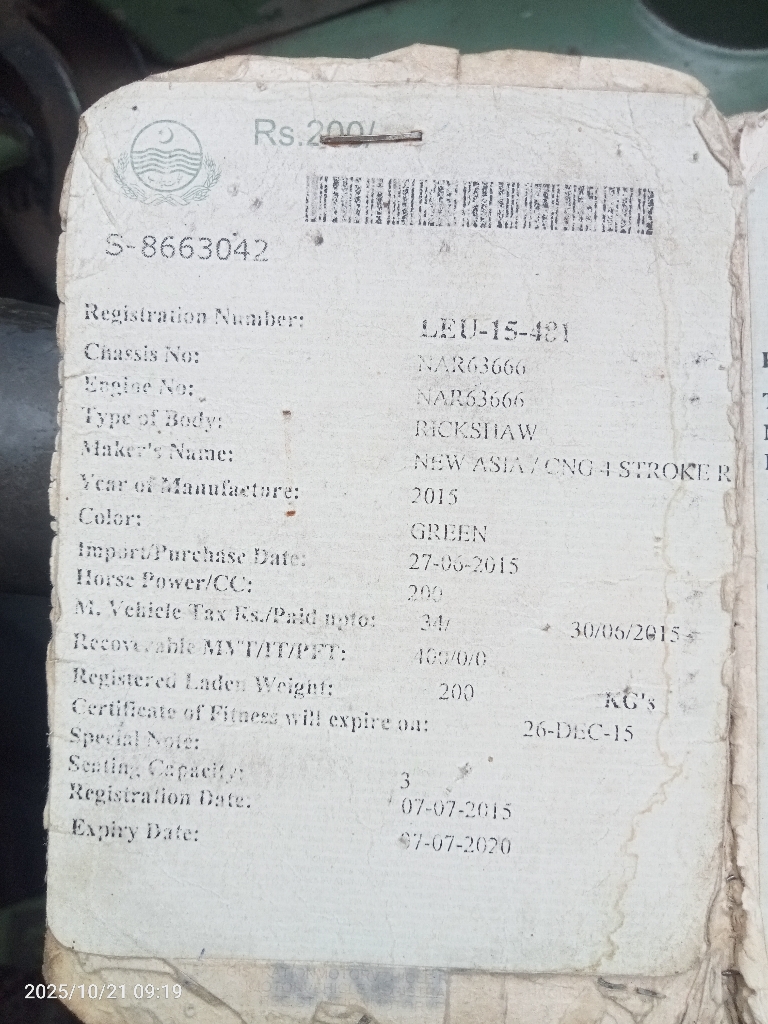 Rs.200/
S-8663042
Registration Number: LEU-15-481
Chassis No: NAR63666
Engine No: NAR63666
Type of Body: RICKSHAW
Maker's Name: NEW ASIA / CNG 4 STROKE R
Year of Manufacture: 2015
Color: GREEN
Import/Purchase Date: 27-06-2015
Horse Power/CC: 200
M. Vehicle Tax Rs./Paid upto: 34/ 30/06/2015
Recoverable MVT/IT/PFT: 400/0/0
Registered Laden Weight: 200 KG's
Certificate of Fitness will expire on: 26-DEC-15
Special Note:
Seating Capacity: 3
Registration Date: 07-07-2015
Expiry Date: 07-07-2020
2025/10/21 09:19